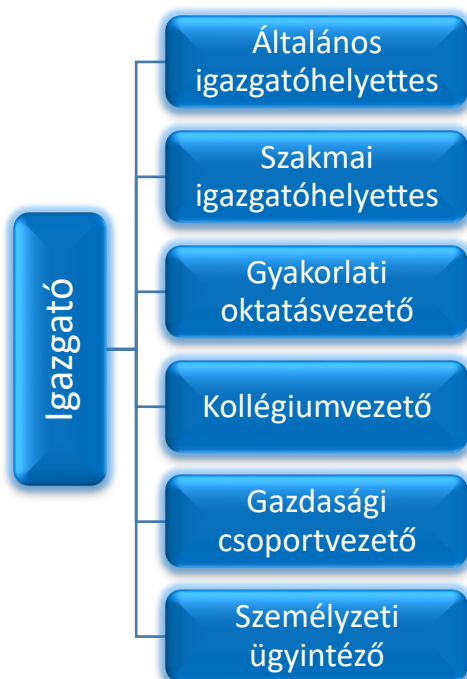 Igazgató
Általános
igazgatóhelyettes
Szakmai
igazgatóhelyettes
Gyakorlati
oktatásvezető
Kollégiumvezető
Gazdasági
csoportvezető
Személyzeti
ügyintéző